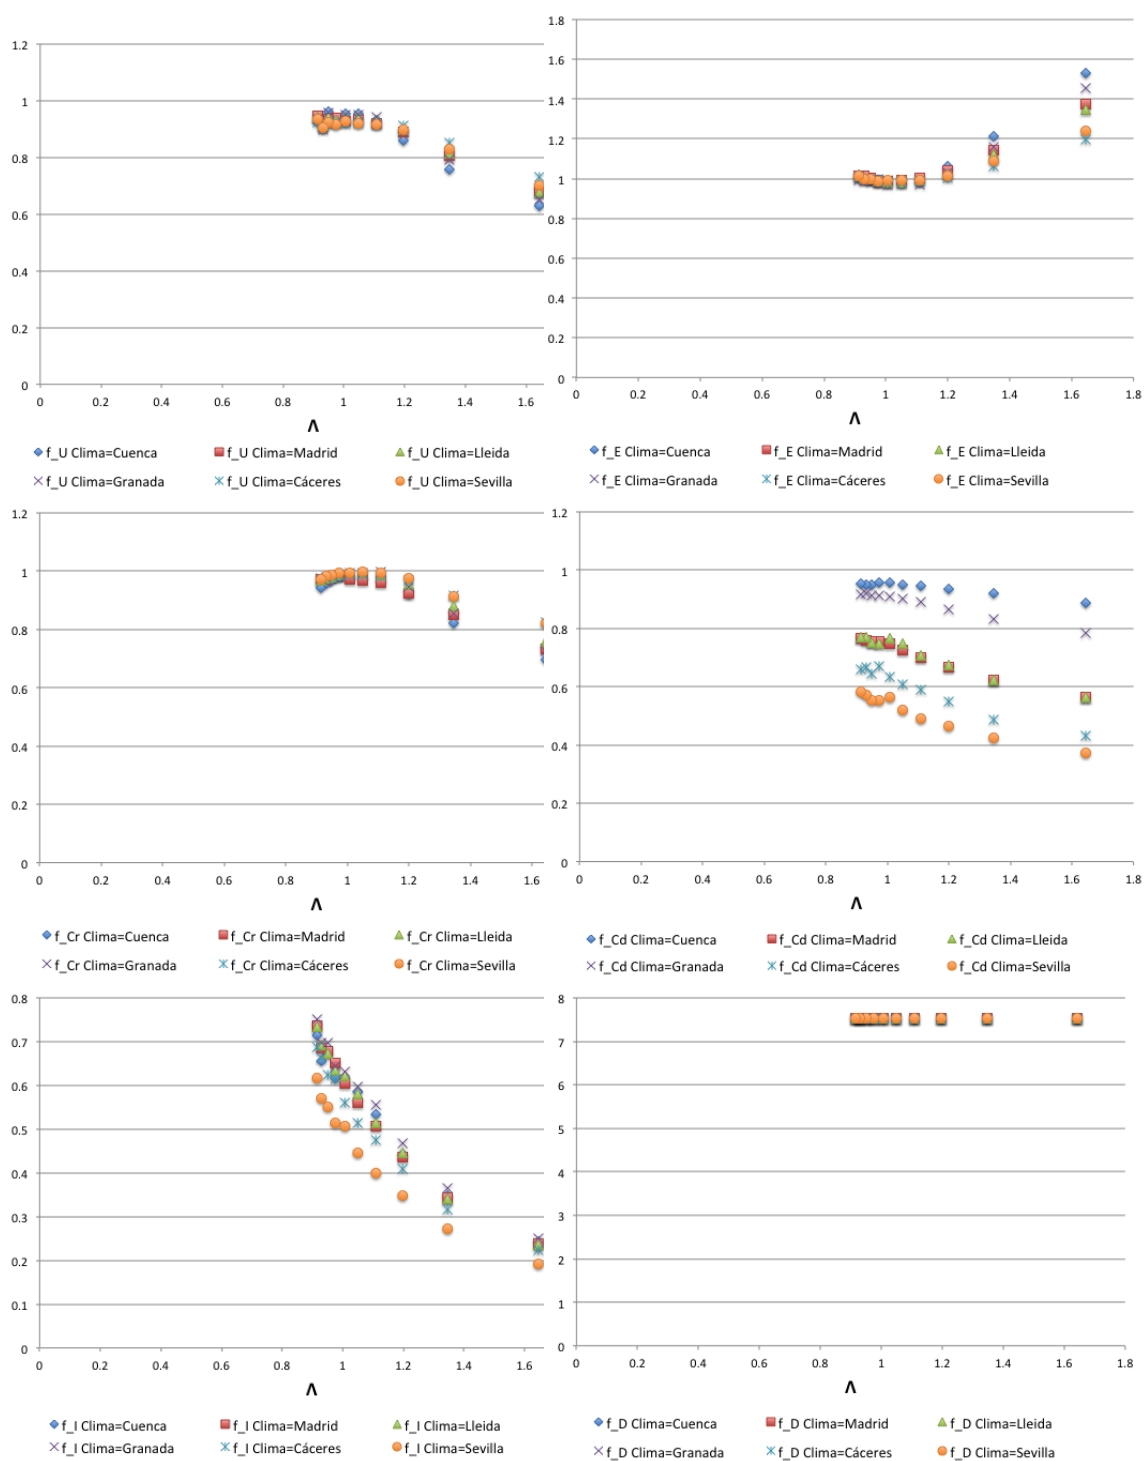 1.2
1
0.8
0.6
0.4
0.2
0
0 0.2 0.4 0.6 0.8 1 1.2 1.4 1.6
Λ
f_U Clima=Cuenca f_U Clima=Madrid f_U Clima=Lleida
f_U Clima=Granada f_U Clima=Cáceres f_U Clima=Sevilla
1.8
1.6
1.4
1.2
1
0.8
0.6
0.4
0.2
0
0 0.2 0.4 0.6 0.8 1 1.2 1.4 1.6 1.8
Λ
f_E Clima=Cuenca f_E Clima=Madrid f_E Clima=Lleida
f_E Clima=Granada f_E Clima=Cáceres f_E Clima=Sevilla
1.2
1
0.8
0.6
0.4
0.2
0
0 0.2 0.4 0.6 0.8 1 1.2 1.4 1.6
Λ
f_Cr Clima=Cuenca f_Cr Clima=Madrid f_Cr Clima=Lleida
f_Cr Clima=Granada f_Cr Clima=Cáceres f_Cr Clima=Sevilla
1.2
1
0.8
0.6
0.4
0.2
0
0 0.2 0.4 0.6 0.8 1 1.2 1.4 1.6 1.8
Λ
f_Cd Clima=Cuenca f_Cd Clima=Madrid f_Cd Clima=Lleida
f_Cd Clima=Granada f_Cd Clima=Cáceres f_Cd Clima=Sevilla
0.8
0.7
0.6
0.5
0.4
0.3
0.2
0.1
0
0 0.2 0.4 0.6 0.8 1 1.2 1.4 1.6
Λ
f_I Clima=Cuenca f_I Clima=Madrid f_I Clima=Lleida
f_I Clima=Granada f_I Clima=Cáceres f_I Clima=Sevilla
8
7
6
5
4
3
2
1
0
0 0.2 0.4 0.6 0.8 1 1.2 1.4 1.6 1.8
Λ
f_D Clima=Cuenca f_D Clima=Madrid f_D Clima=Lleida
f_D Clima=Granada f_D Clima=Cáceres f_D Clima=Sevilla